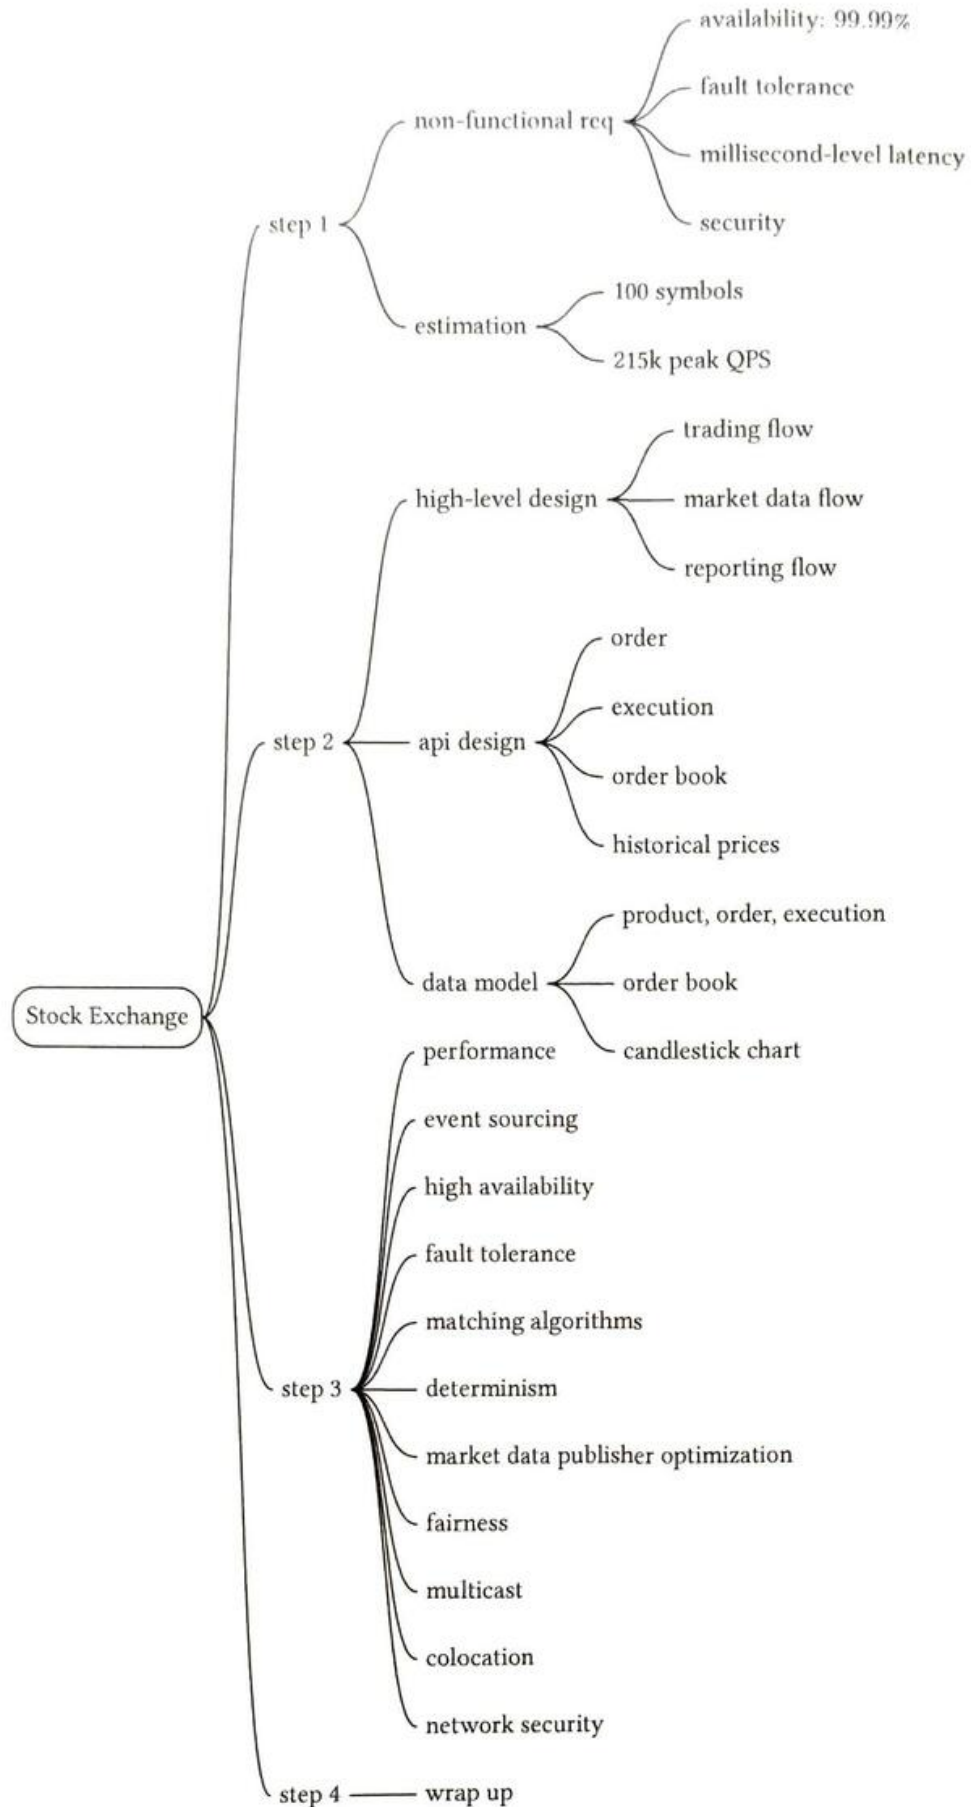 availability: 99.99%
fault tolerance
non-functional req
millisecond-level latency
step 1
security
100 symbols
estimation
215k peak QPS
trading flow
high-level design
market data flow
reporting flow
order
execution
step 2
api design
order book
historical prices
product, order, execution
data model
order book
Stock Exchange
candlestick chart
performance
event sourcing
high availability
fault tolerance
matching algorithms
step 3
determinism
market data publisher optimization
fairness
multicast
colocation
network security
step 4
wrap up